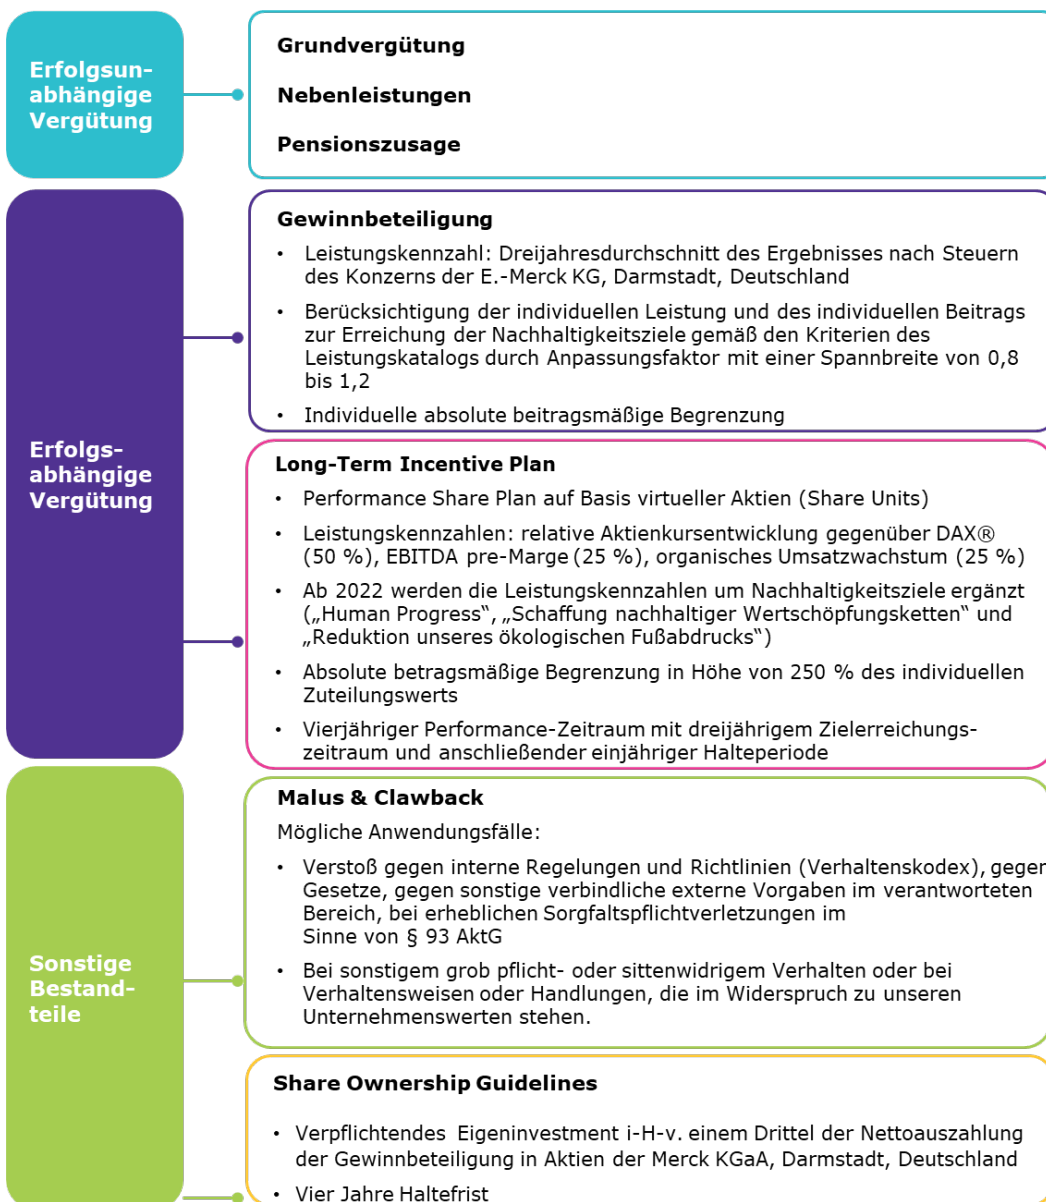 Erfolgsun-
abhängige
Vergütung
Grundvergütung
Nebenleistungen
Pensionszusage
Erfolgs-
abhängige
Vergütung
Gewinnbeteiligung
• Leistungskennzahl: Dreijahresdurchschnitt des Ergebnisses nach Steuern
des Konzerns der E.-Merck KG, Darmstadt, Deutschland
• Berücksichtigung der individuellen Leistung und des individuellen Beitrags
zur Erreichung der Nachhaltigkeitsziele gemäß den Kriterien des
Leistungskatalogs durch Anpassungsfaktor mit einer Spannbreite von 0,8
bis 1,2
• Individuelle absolute beitragsmäßige Begrenzung
Long-Term Incentive Plan
• Performance Share Plan auf Basis virtueller Aktien (Share Units)
• Leistungskennzahlen: relative Aktienkursentwicklung gegenüber DAX®
(50 %), EBITDA pre-Marge (25 %), organisches Umsatzwachstum (25 %)
• Ab 2022 werden die Leistungskennzahlen um Nachhaltigkeitsziele ergänzt
(„Human Progress“, „Schaffung nachhaltiger Wertschöpfungsketten“ und
„Reduktion unseres ökologischen Fußabdrucks“)
• Absolute betragsmäßige Begrenzung in Höhe von 250 % des individuellen
Zuteilungswerts
• Vierjähriger Performance-Zeitraum mit dreijährigem Zielerreichungs-
zeitraum und anschließender einjähriger Halteperiode
Sonstige
Bestand-
teile
Malus & Clawback
Mögliche Anwendungsfälle:
• Verstoß gegen interne Regelungen und Richtlinien (Verhaltenskodex), gegen
Gesetze, gegen sonstige verbindliche externe Vorgaben im verantworteten
Bereich, bei erheblichen Sorgfaltspflichtverletzungen im
Sinne von § 93 AktG
• Bei sonstigem grob pflicht- oder sittenwidrigem Verhalten oder bei
Verhaltensweisen oder Handlungen, die im Widerspruch zu unseren
Unternehmenswerten stehen.
Share Ownership Guidelines
• Verpflichtendes Eigeninvestment i-H-v. einem Drittel der Nettoauszahlung
der Gewinnbeteiligung in Aktien der Merck KGaA, Darmstadt, Deutschland
• Vier Jahre Haltefrist